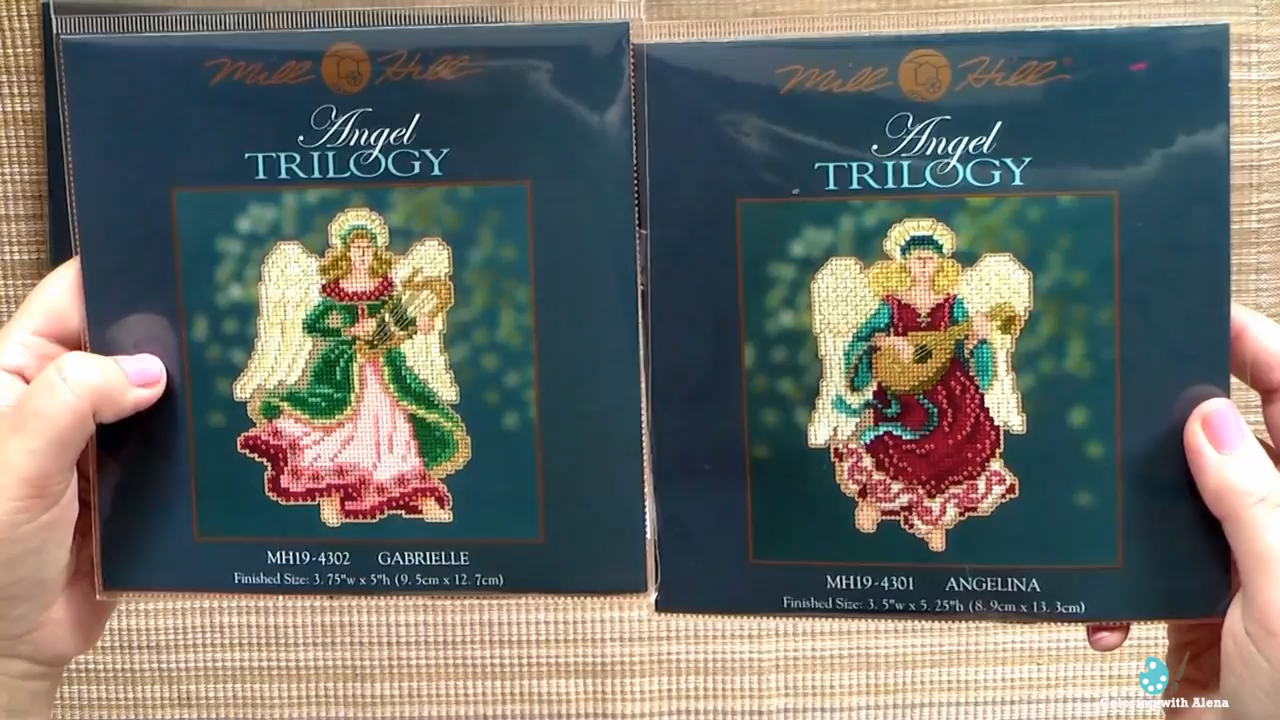 Mill Hill
Angel
TRILOGY
MH19-4302 GABRIELLE
Finished Size: 3.75"w x 5"h (9.5cm x 12.7cm)
Mill Hill®
Angel
TRILOGY
MH19-4301 ANGELINA
Finished Size: 3.5"w x 5.25"h (8.9cm x 13.3cm)
Coloring with Alena